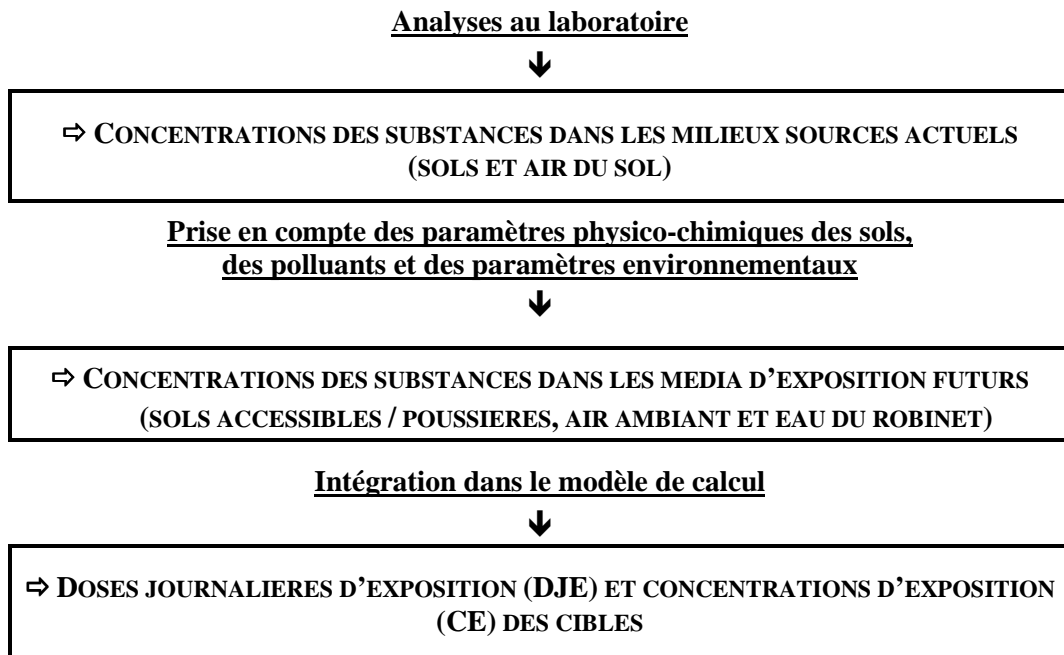 Analyses au laboratoire
🡫
⇨ CONCENTRATIONS DES SUBSTANCES DANS LES MILIEUX SOURCES ACTUELS
(SOLS ET AIR DU SOL)
Prise en compte des paramètres physico-chimiques des sols,
des polluants et des paramètres environnementaux
🡫
⇨ CONCENTRATIONS DES SUBSTANCES DANS LES MEDIA D’EXPOSITION FUTURS
(SOLS ACCESSIBLES / POUSSIERES, AIR AMBIANT ET EAU DU ROBINET)
Intégration dans le modèle de calcul
🡫
⇨ DOSES JOURNALIERES D’EXPOSITION (DJE) ET CONCENTRATIONS D’EXPOSITION
(CE) DES CIBLES